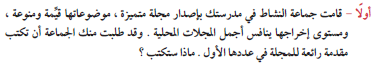 أولًا – قامت جماعة النشاط في مدرستك بإصدار مجلة متميزة ، موضوعاتها قيِّمة ومنوعة ،
ومستوى إخراجها ينافس أجمل المجلات المحلية . وقد طلبت منك الجماعة أن تكتب
مقدمة رائعة للمجلة في عددها الأول . ماذا ستكتب ؟